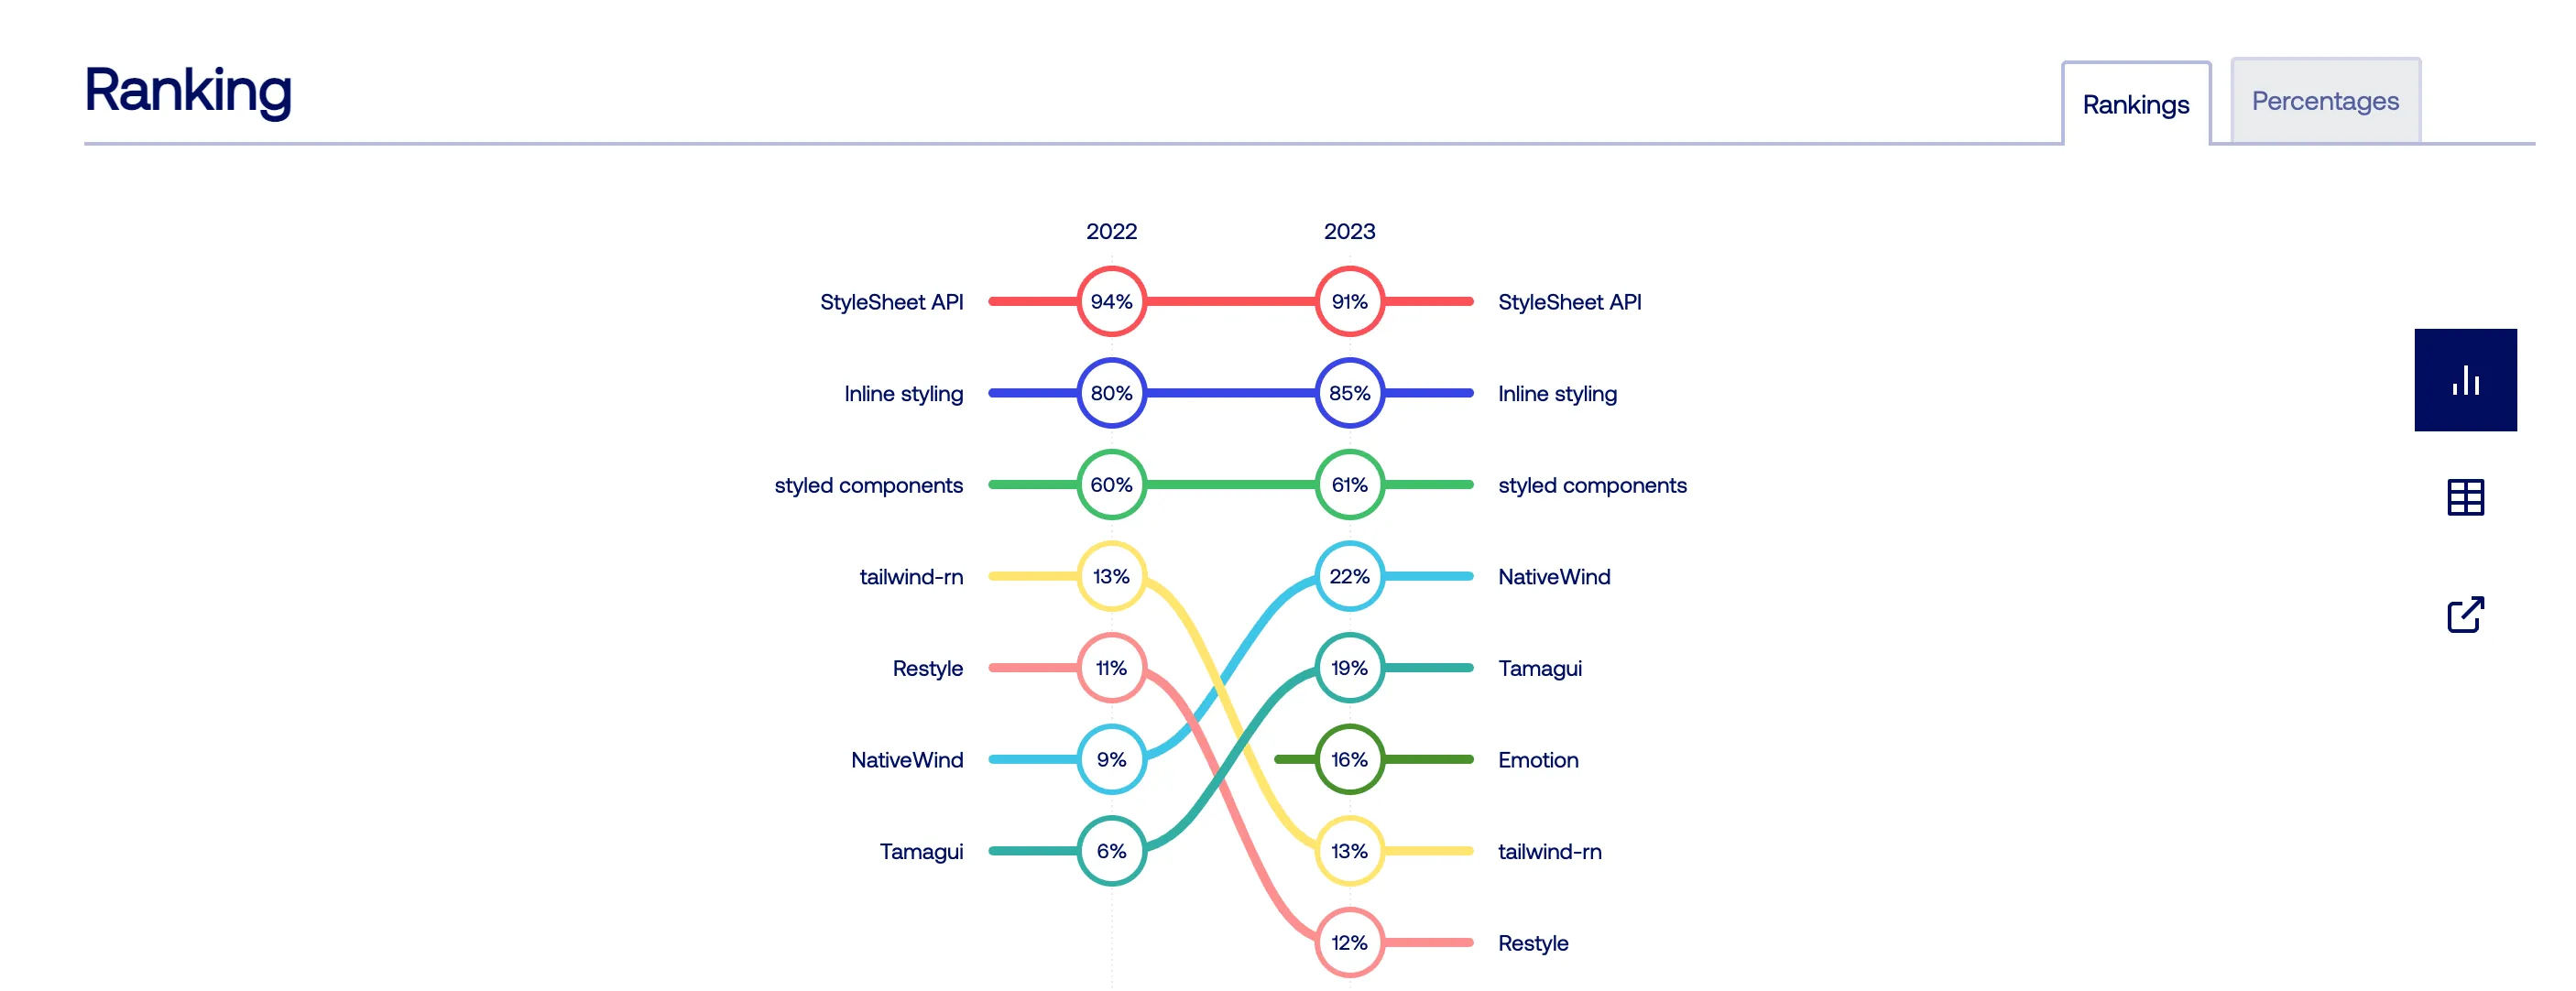 Ranking
Rankings
Percentages
2022 2023
StyleSheet API 94% 91% StyleSheet API
Inline styling 80% 85% Inline styling
styled components 60% 61% styled components
tailwind-rn 13% 22% NativeWind
Restyle 11% 19% Tamagui
NativeWind 9% 16% Emotion
Tamagui 6% 13% tailwind-rn
12% Restyle